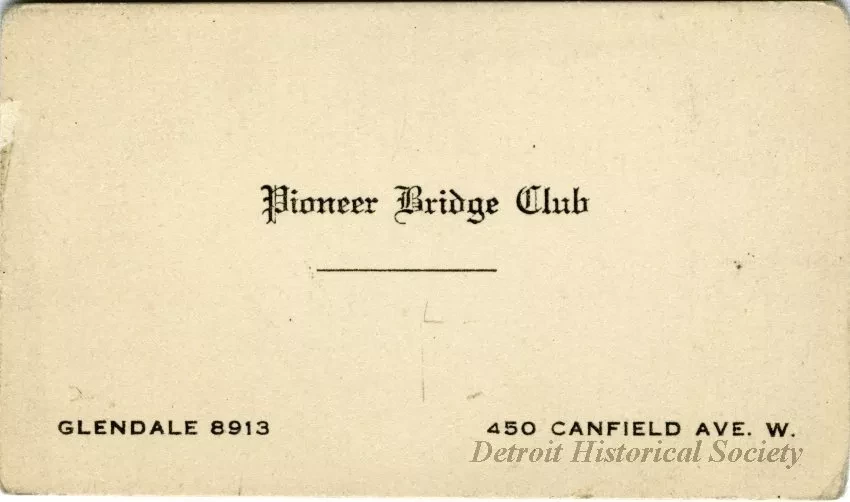 Pioneer Bridge Club
GLENDALE 8913
450 CANFIELD AVE. W.
Detroit Historical Society